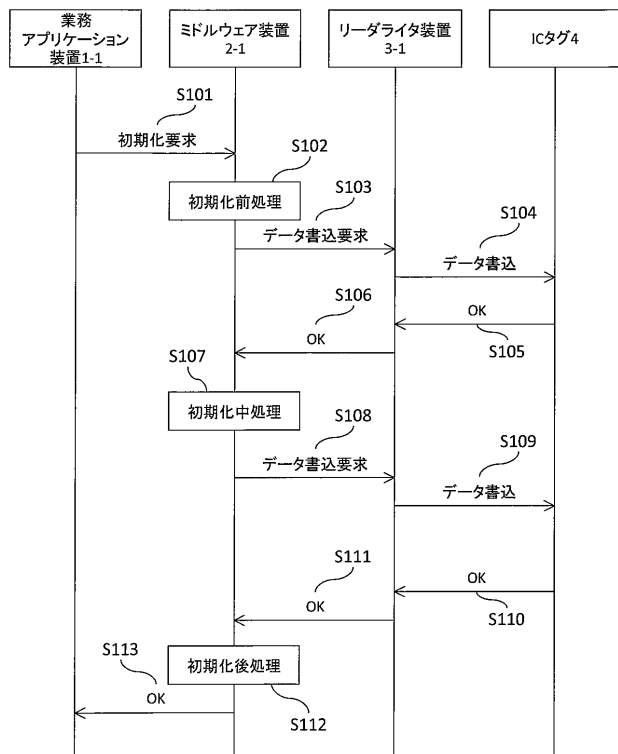 業務
アプリケーション
装置1-1
ミドルウェア装置
2-1
リーダライタ装置
3-1
ICタグ4
S101
初期化要求
S102
初期化前処理
S103
データ書込要求
S104
データ書込
S106
OK
OK
S105
S107
初期化中処理
S108
データ書込要求
S109
データ書込
S111
OK
OK
S110
S113
OK
初期化後処理
S112